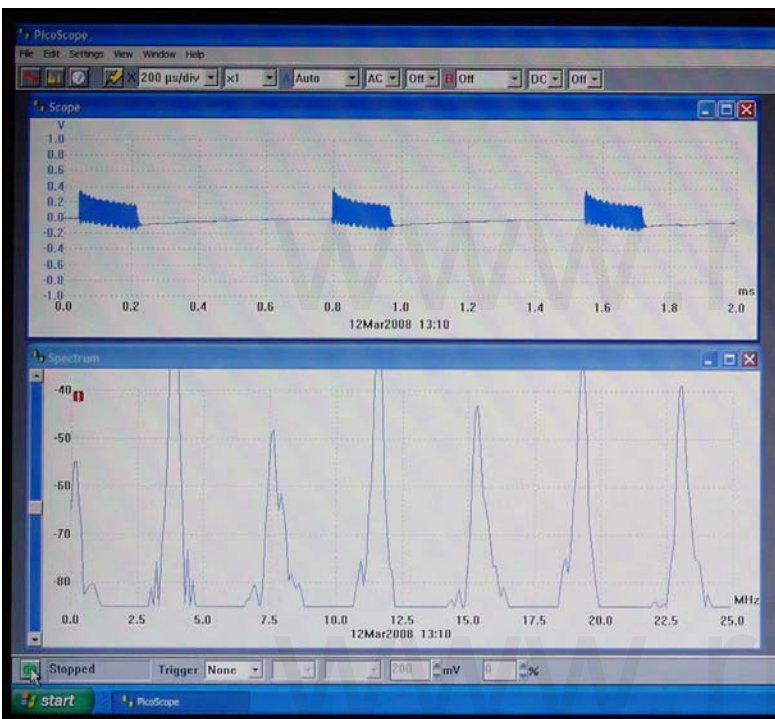 PicoScope
File Edit Settings View Window Help
200 µs/div x1 A Auto AC Off B Off DC Off
Scope
V
1.0
0.8
0.6
0.4
0.2
0.0
-0.2
-0.4
-0.6
-0.8
-1.0
ms
0.0 0.2 0.4 0.6 0.8 1.0 1.2 1.4 1.6 1.8 2.0
12Mar2008 13:10
Spectrum
-40
-50
-60
-70
-80
MHz
0.0 2.5 5.0 7.5 10.0 12.5 15.0 17.5 20.0 22.5 25.0
12Mar2008 13:10
Stopped Trigger None 200 mV 0 %
start PicoScope
www.r
www.r